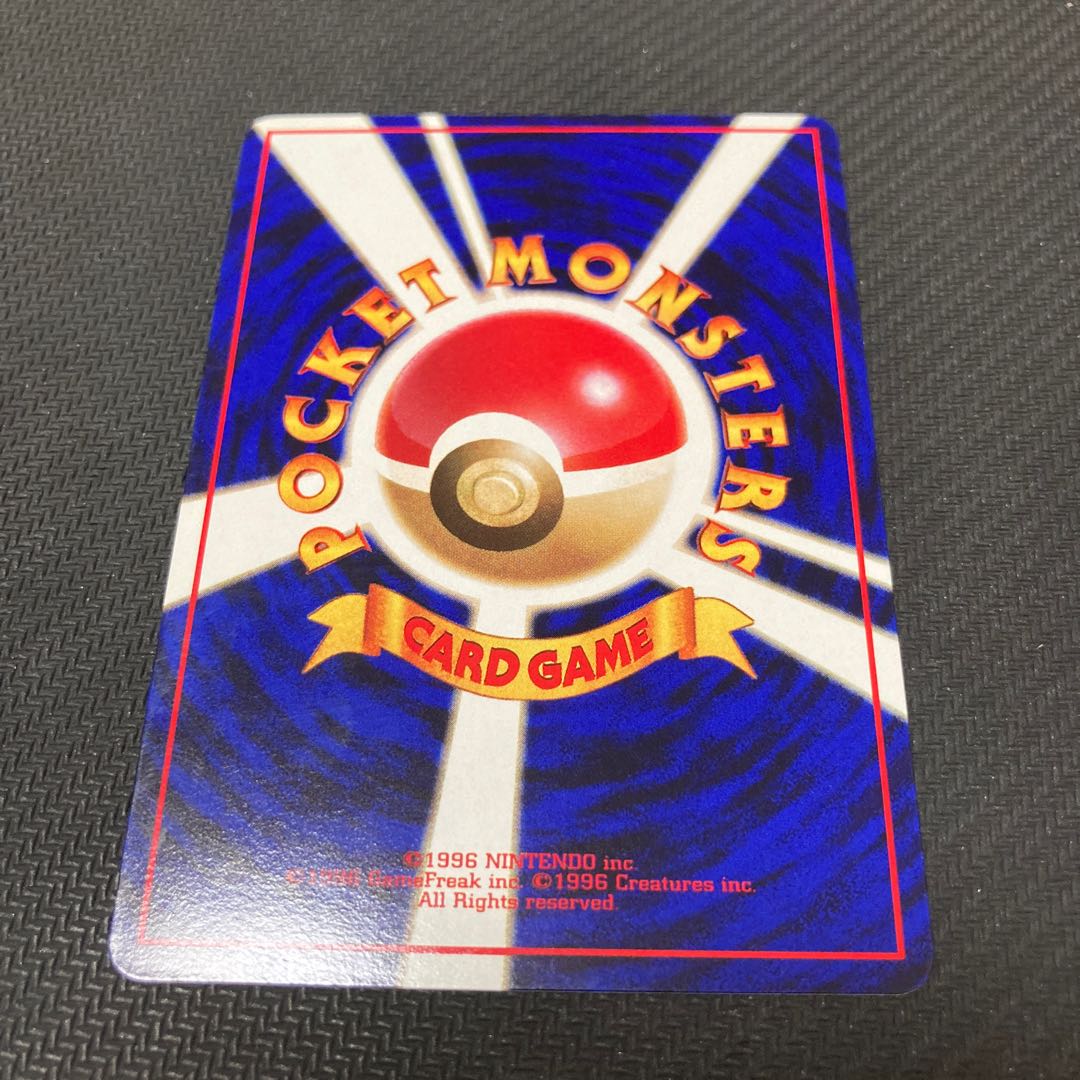 POCKET MONSTERS
CARD GAME
©1996 NINTENDO inc.
©1996 GameFreak inc. ©1996 Creatures inc.
All Rights reserved.